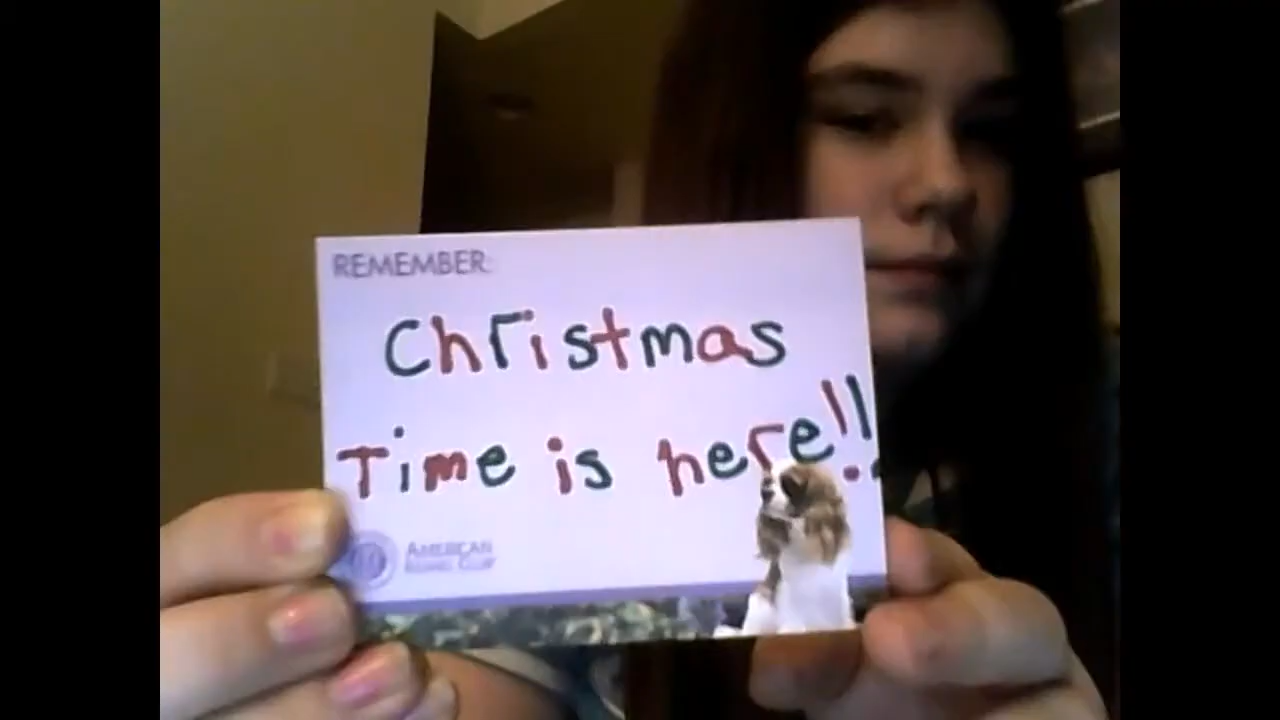 REMEMBER:
Christmas
Time is here!!
AMERICAN
KENNEL CLUB